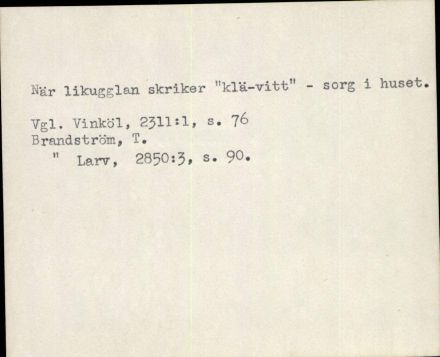 När likugglan skriker "klä-vitt" - sorg i huset.
Vgl. Vinköl, 2311:1, s. 76
Brandström, T.
" Larv, 2850:3, s. 90.